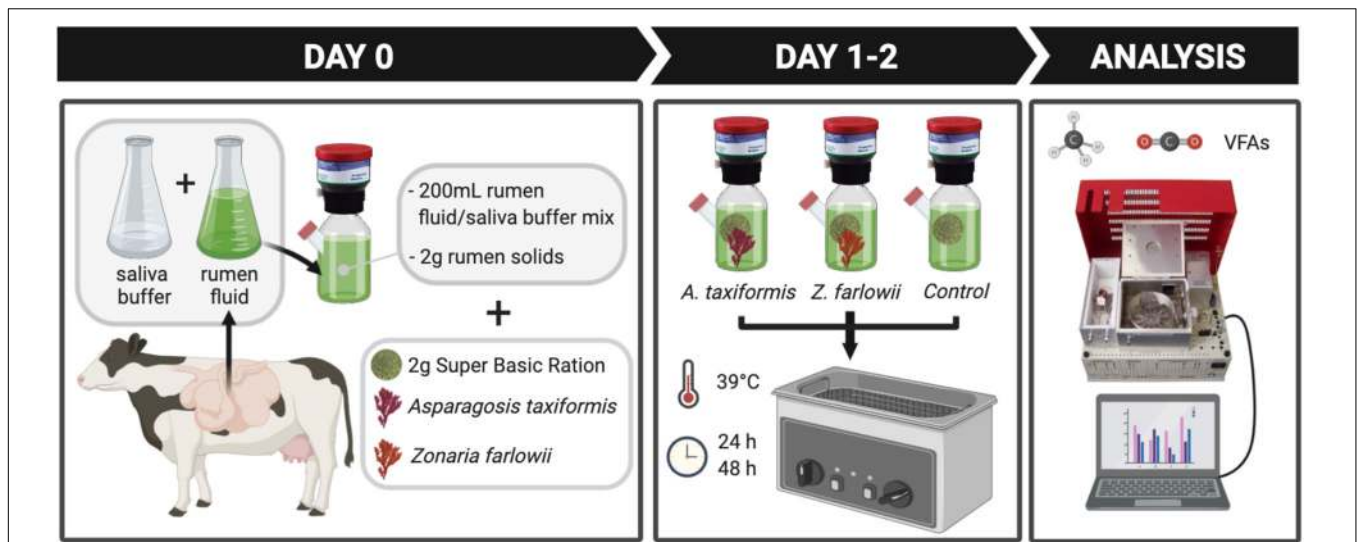 DAY 0
DAY 1-2
ANALYSIS
+
saliva
buffer
rumen
fluid
- 200mL rumen
fluid/saliva buffer mix
- 2g rumen solids
+
2g Super Basic Ration
Asparagosis taxiformis
Zonaria farlowii
A. taxiformis
Z. farlowii
Control
39°C
24 h
48 h
H
H
C
H
H
O
C
O
VFAs